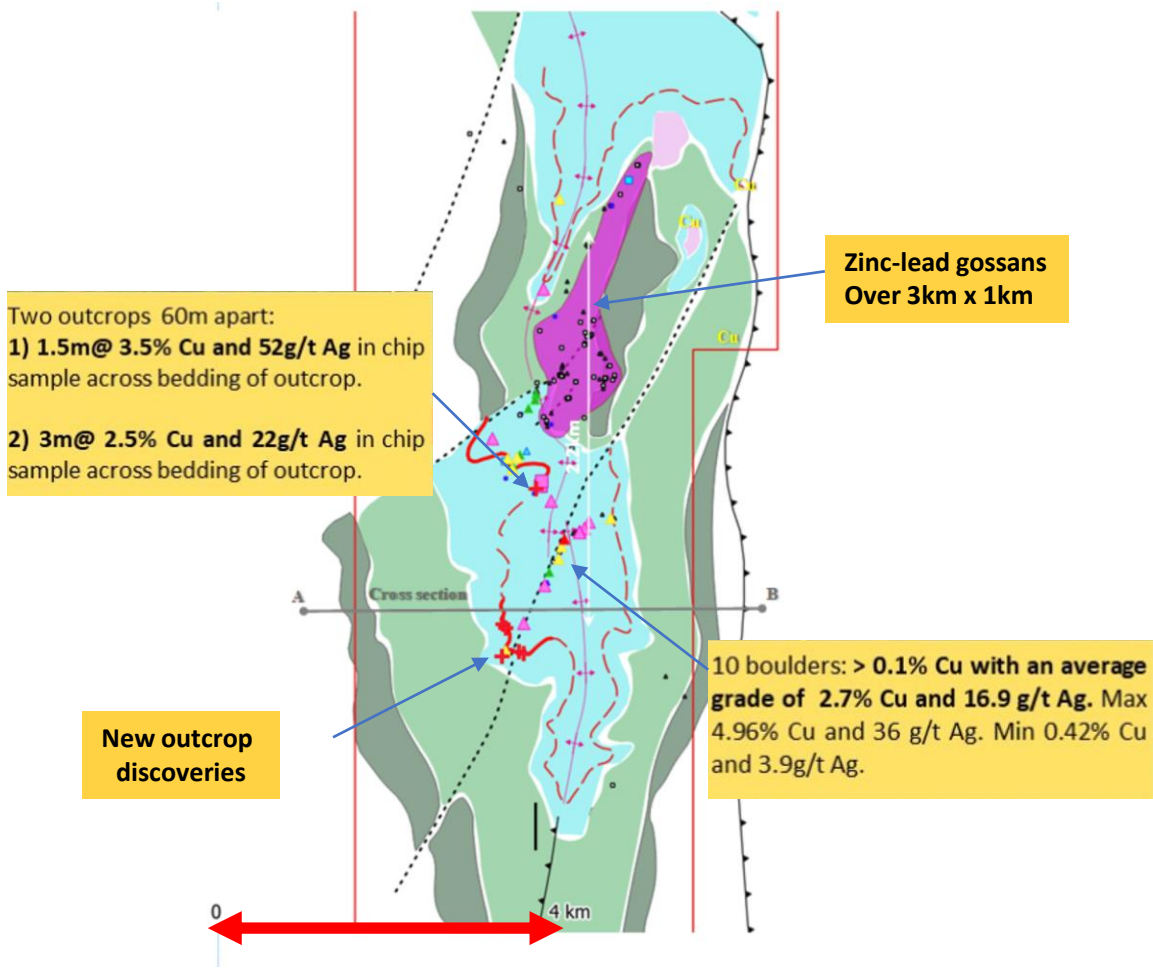 Cu
Cu
Cu
Zinc-lead gossans
Over 3km x 1km
Two outcrops 60m apart:
1) 1.5m@ 3.5% Cu and 52g/t Ag in chip
sample across bedding of outcrop.
2) 3m@ 2.5% Cu and 22g/t Ag in chip
sample across bedding of outcrop.
A
Cross section
B
10 boulders: > 0.1% Cu with an average
grade of 2.7% Cu and 16.9 g/t Ag. Max
4.96% Cu and 36 g/t Ag. Min 0.42% Cu
and 3.9g/t Ag.
New outcrop
discoveries
0
4 km